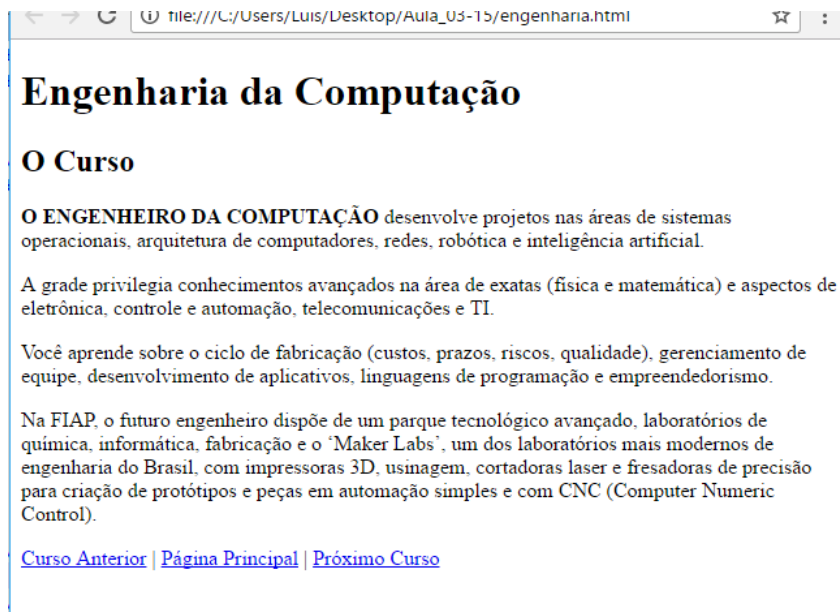 file:///C:/Users/Luis/Desktop/Aula_03-15/engenharia.html
Engenharia da Computação
O Curso
O ENGENHEIRO DA COMPUTAÇÃO desenvolve projetos nas áreas de sistemas
operacionais, arquitetura de computadores, redes, robótica e inteligência artificial.
A grade privilegia conhecimentos avançados na área de exatas (física e matemática) e aspectos de
eletrônica, controle e automação, telecomunicações e TI.
Você aprende sobre o ciclo de fabricação (custos, prazos, riscos, qualidade), gerenciamento de
equipe, desenvolvimento de aplicativos, linguagens de programação e empreendedorismo.
Na FIAP, o futuro engenheiro dispõe de um parque tecnológico avançado, laboratórios de
química, informática, fabricação e o ‘Maker Labs’, um dos laboratórios mais modernos de
engenharia do Brasil, com impressoras 3D, usinagem, cortadoras laser e fresadoras de precisão
para criação de protótipos e peças em automação simples e com CNC (Computer Numeric
Control).
Curso Anterior | Página Principal | Próximo Curso